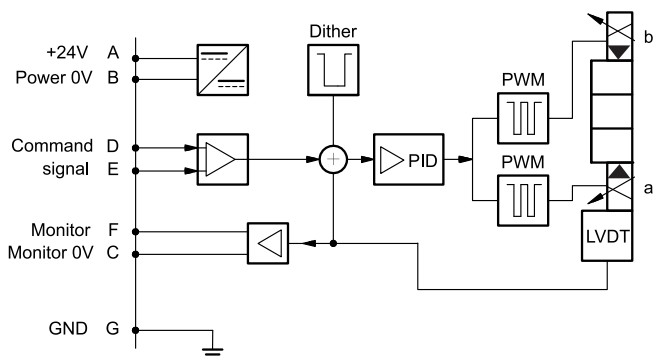 Dither
+24V A
Power 0V B
b
PWM
Command D
signal E
PID
PWM
a
Monitor F
Monitor 0V C
LVDT
GND G